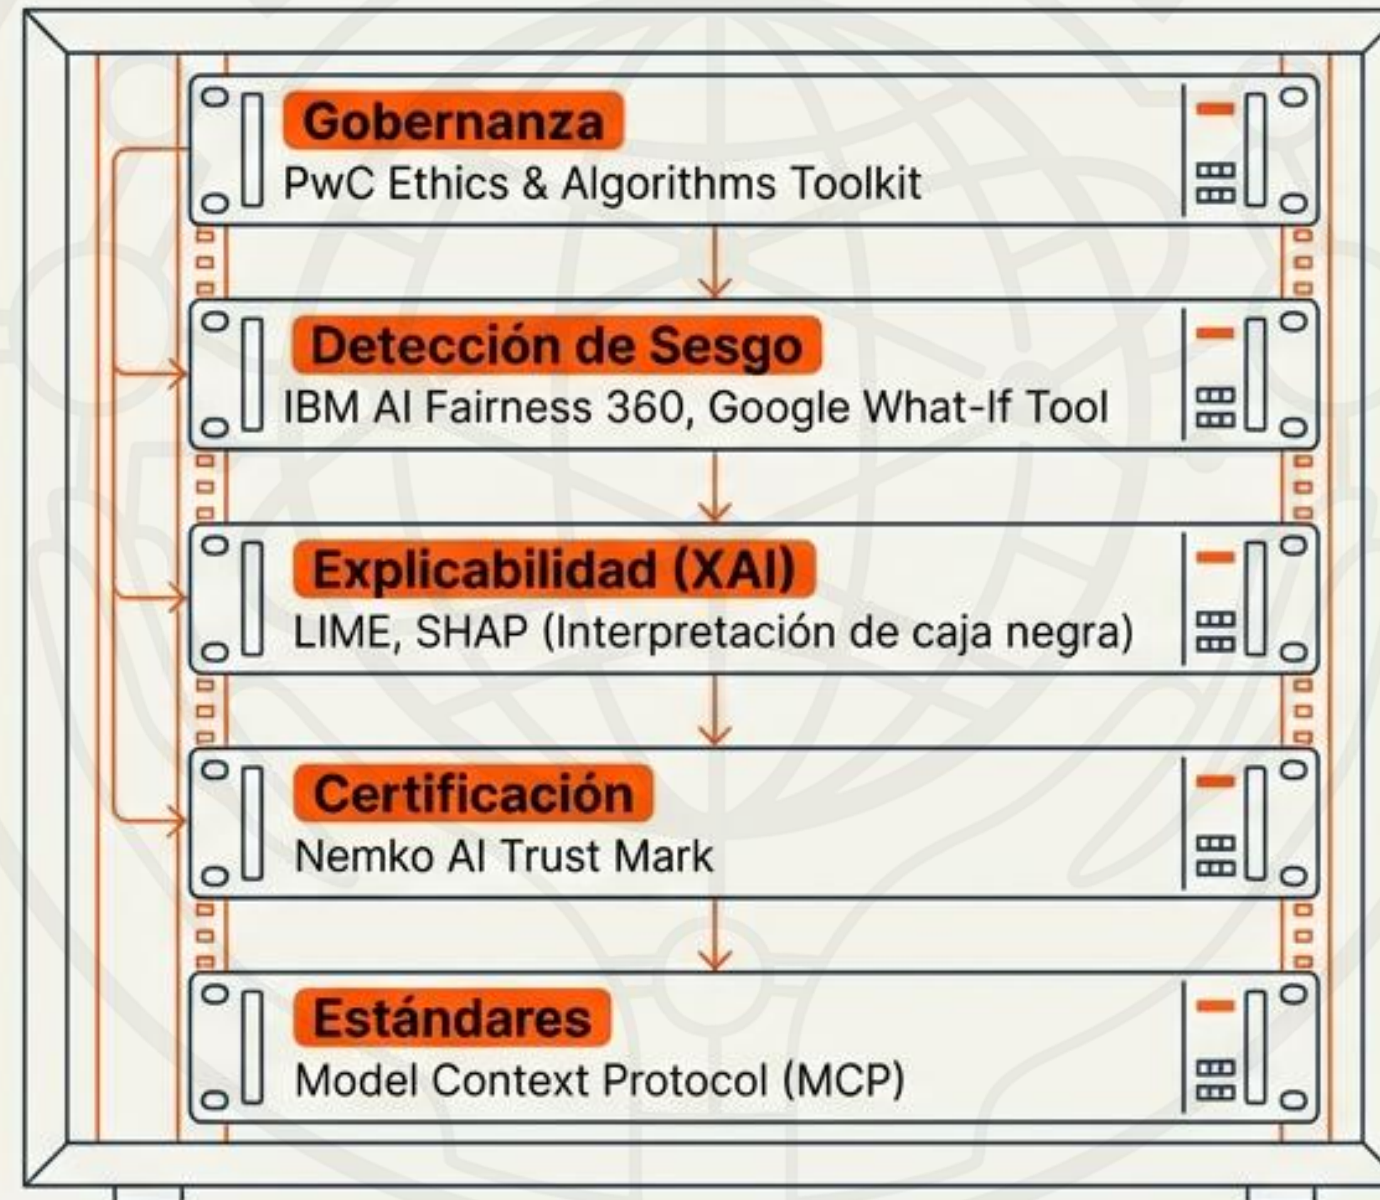 Gobernanza
PwC Ethics & Algorithms Toolkit
Detección de Sesgo
IBM AI Fairness 360, Google What-If Tool
Explicabilidad (XAI)
LIME, SHAP (Interpretación de caja negra)
Certificación
Nemko AI Trust Mark
Estándares
Model Context Protocol (MCP)